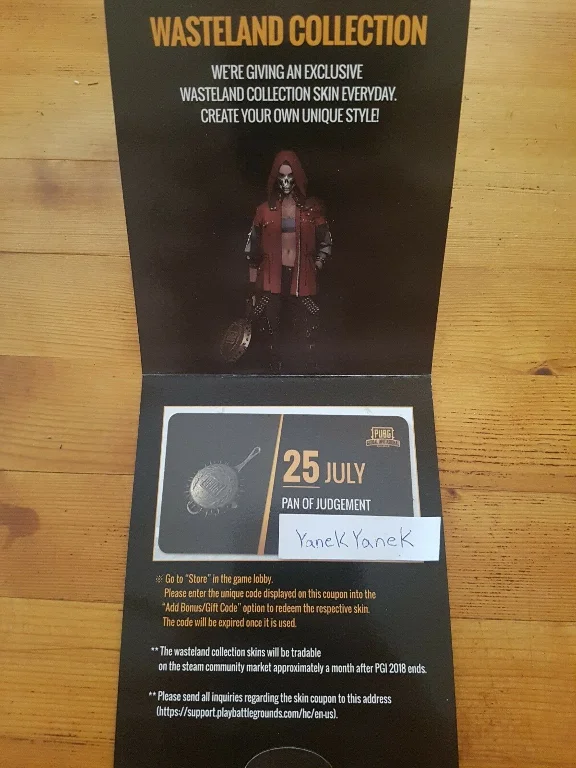 WASTELAND COLLECTION
WE'RE GIVING AN EXCLUSIVE
WASTELAND COLLECTION SKIN EVERYDAY.
CREATE YOUR OWN UNIQUE STYLE!
PUBG
25 JULY
PAN OF JUDGEMENT
YanekYanek
※ Go to "Store" in the game lobby.
Please enter the unique code displayed on this coupon into the
"Add Bonus/Gift Code" option to redeem the respective skin.
The code will be expired once it is used.
** The wasteland collection skins will be tradable
on the steam community market approximately a month after PGI 2018 ends.
** Please send all inquiries regarding the skin coupon to this address
(https://support.playbattlegrounds.com/hc/en-us).